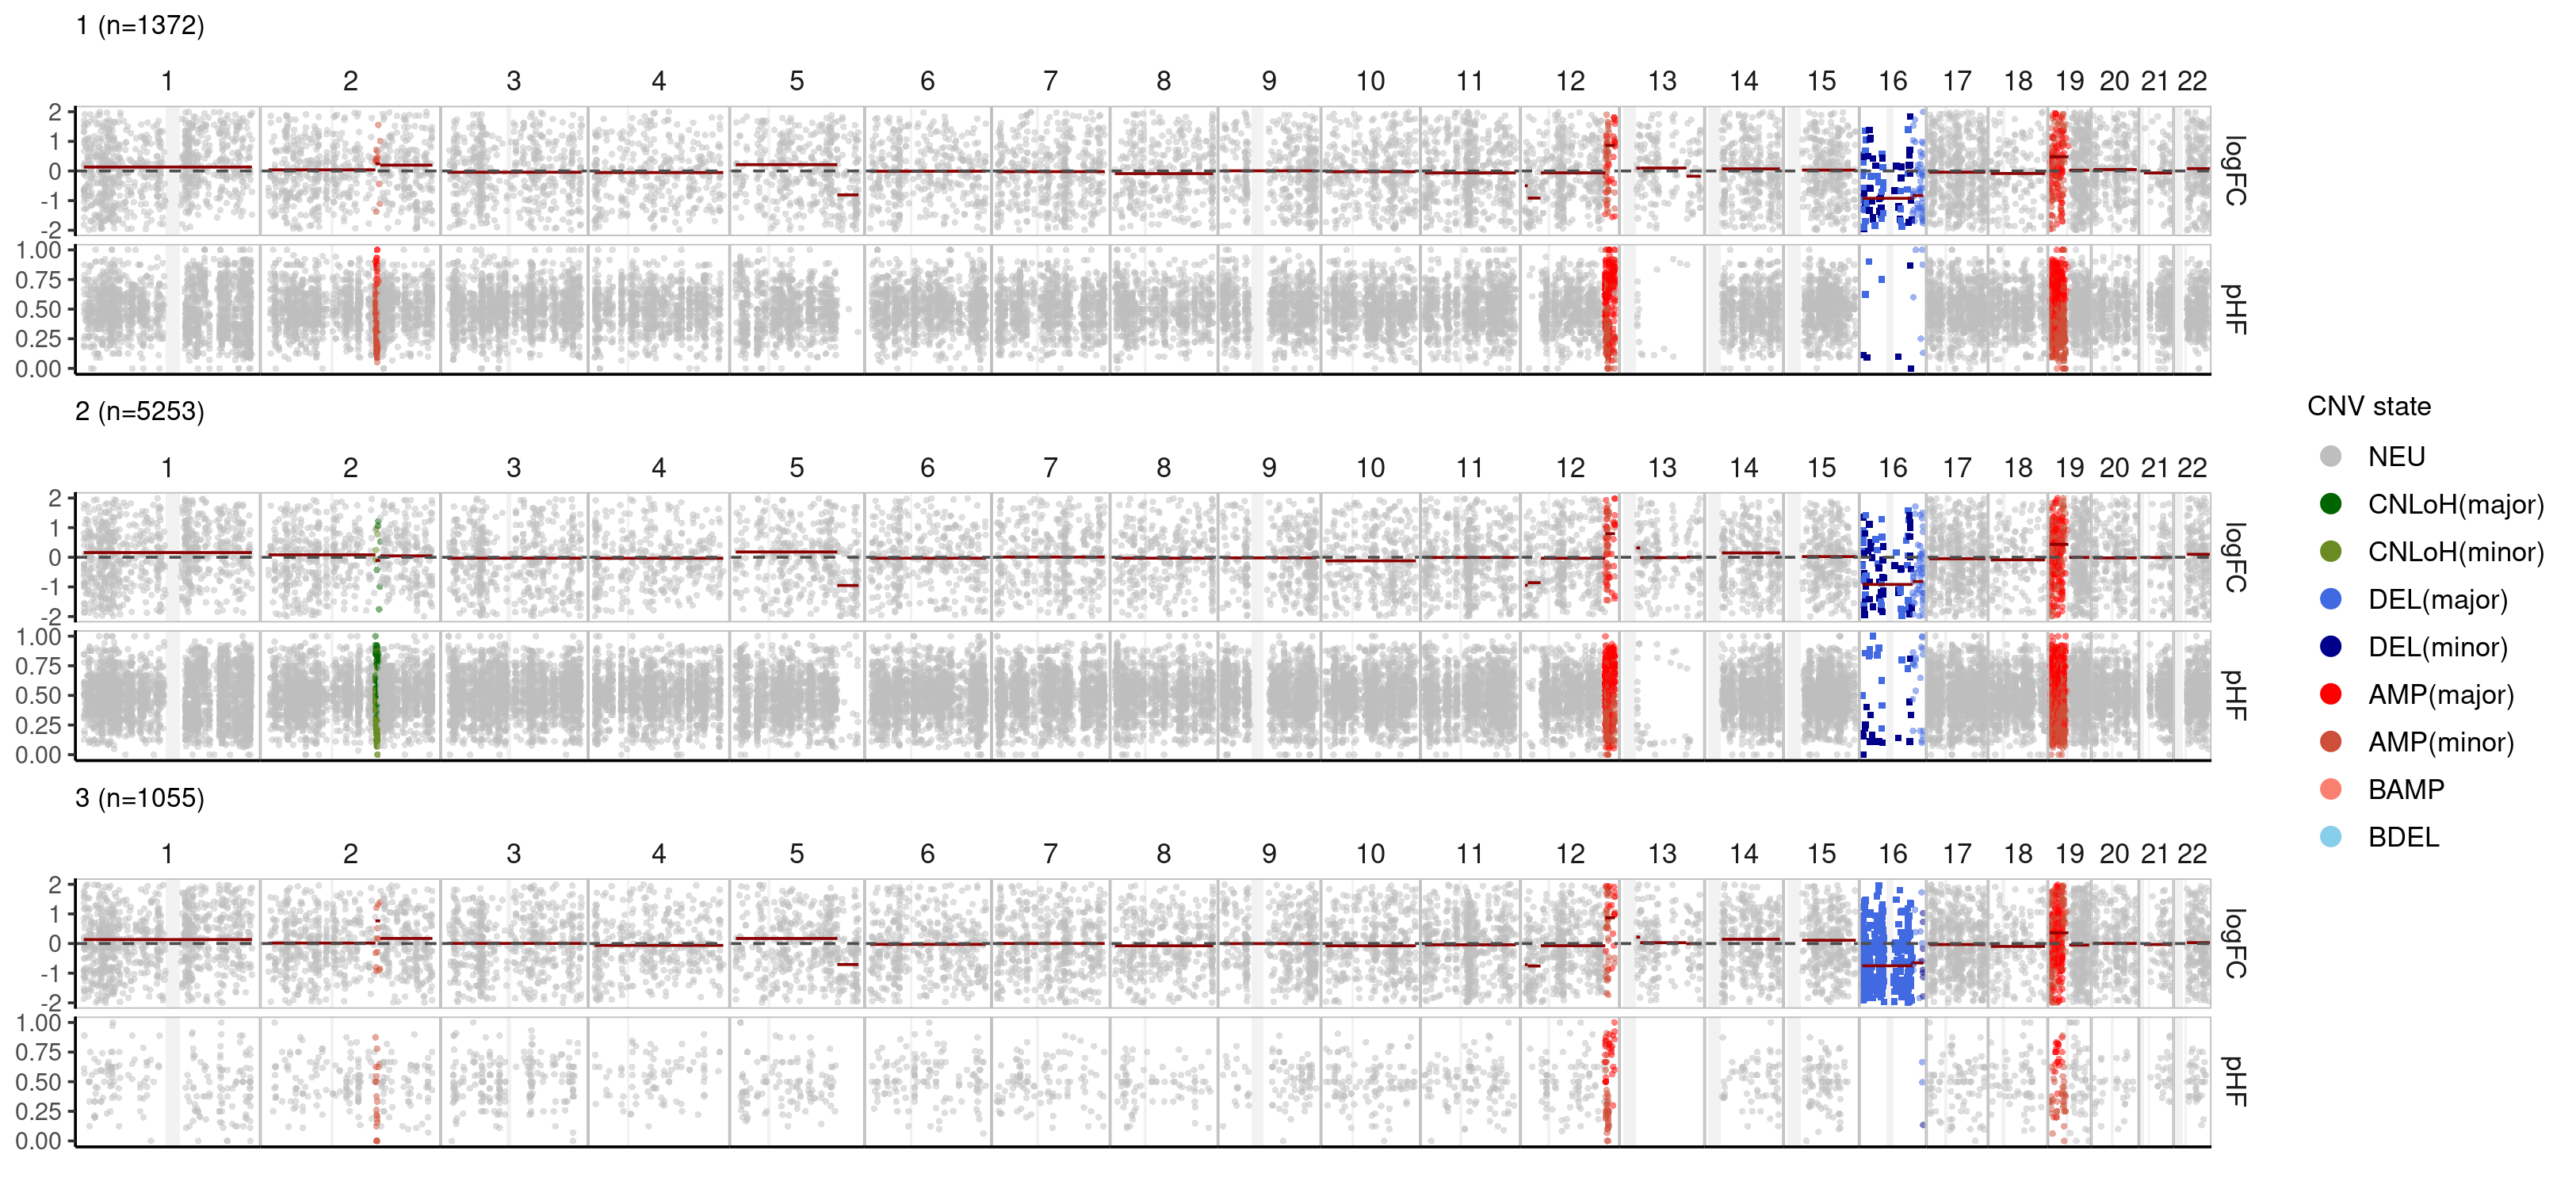 1 (n=1372)
1 2 3 4 5 6 7 8 9 10 11 12 13 14 15 16 17 18 19 20 21 22
2
1
0
-1
-2
logFC
1.00
0.75
0.50
0.25
0.00
pHF
2 (n=5253)
1 2 3 4 5 6 7 8 9 10 11 12 13 14 15 16 17 18 19 20 21 22
2
1
0
-1
-2
logFC
1.00
0.75
0.50
0.25
0.00
pHF
3 (n=1055)
1 2 3 4 5 6 7 8 9 10 11 12 13 14 15 16 17 18 19 20 21 22
2
1
0
-1
-2
logFC
1.00
0.75
0.50
0.25
0.00
pHF
CNV state
NEU
CNLoH(major)
CNLoH(minor)
DEL(major)
DEL(minor)
AMP(major)
AMP(minor)
BAMP
BDEL